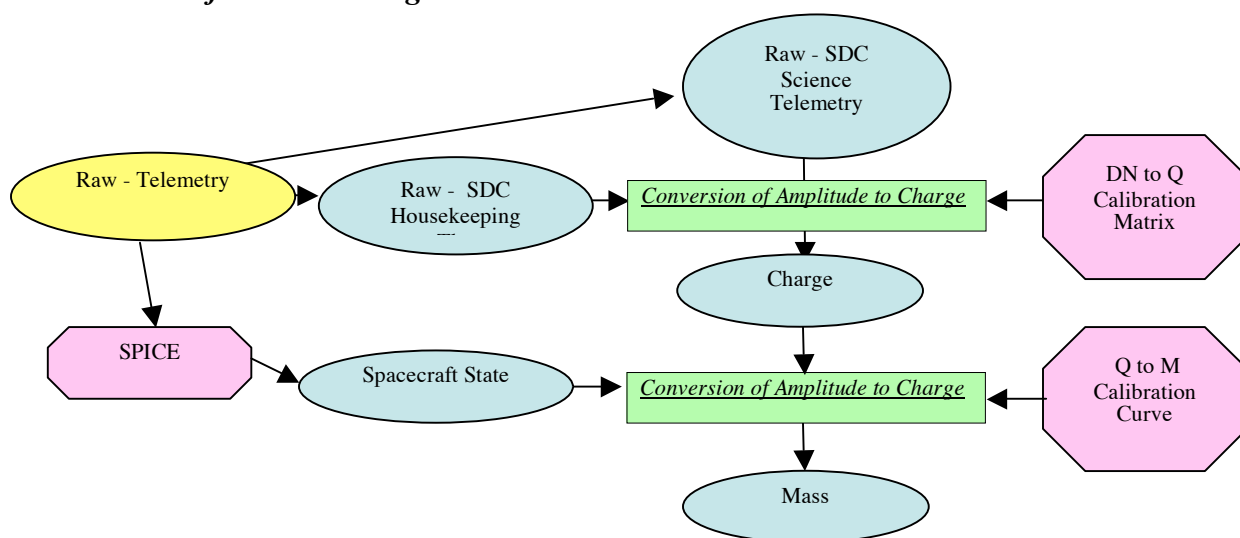 Raw - SDC
Science
Telemetry
Raw - Telemetry
Raw - SDC
Housekeeping
Conversion of Amplitude to Charge
DN to Q
Calibration
Matrix
Charge
SPICE
Spacecraft State
Conversion of Amplitude to Charge
Q to M
Calibration
Curve
Mass